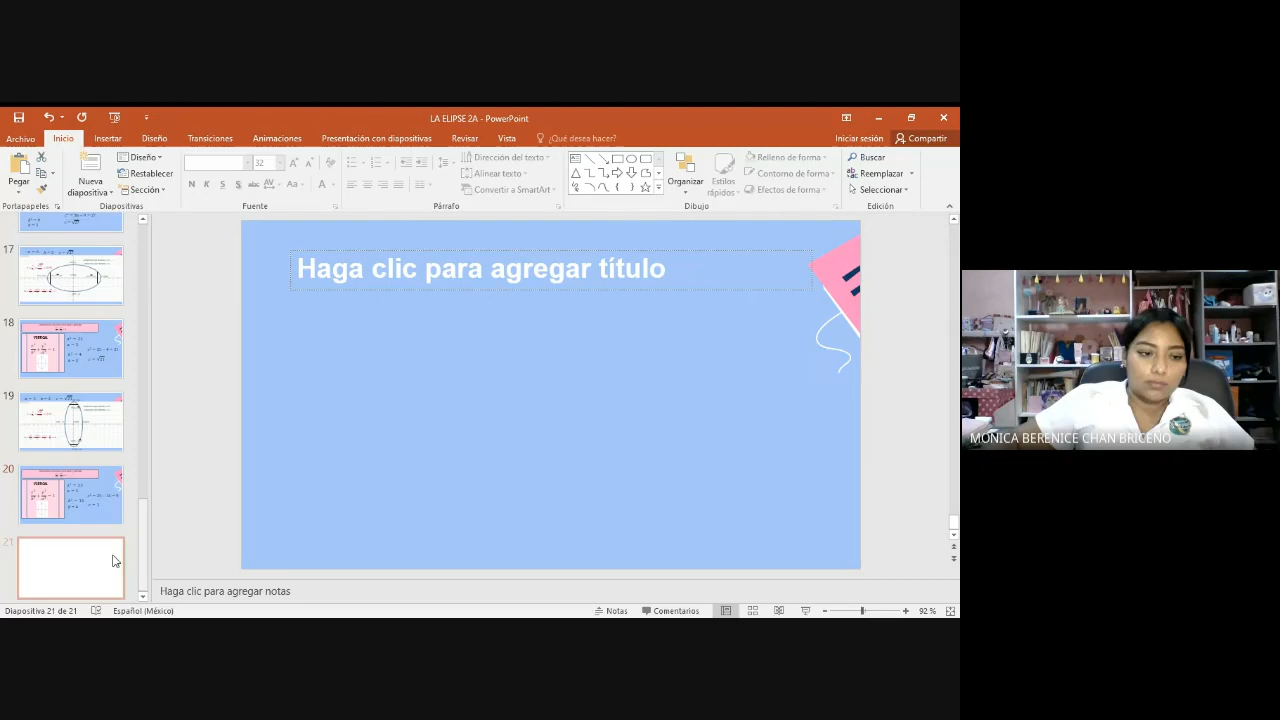 LA ELIPSE 2A - PowerPoint
Archivo Inicio Insertar Diseño Transiciones Animaciones Presentación con diapositivas Revisar Vista ¿Qué desea hacer? Iniciar sesión Compartir
Pegar
Nueva diapositiva
Diseño
Restablecer
Sección
32
N K S S abc AV Aa A
Dirección del texto
Alinear texto
Convertir a SmartArt
Organizar
Estilos rápidos
Relleno de forma
Contorno de forma
Efectos de forma
Buscar
Reemplazar
Seleccionar
Portapapeles Diapositivas Fuente Párrafo Dibujo Edición
17
18
19
20
21
Haga clic para agregar título
Haga clic para agregar notas
Diapositiva 21 de 21 Español (México) Notas Comentarios 92 %
MONICA BERENICE CHAN BRICEÑO